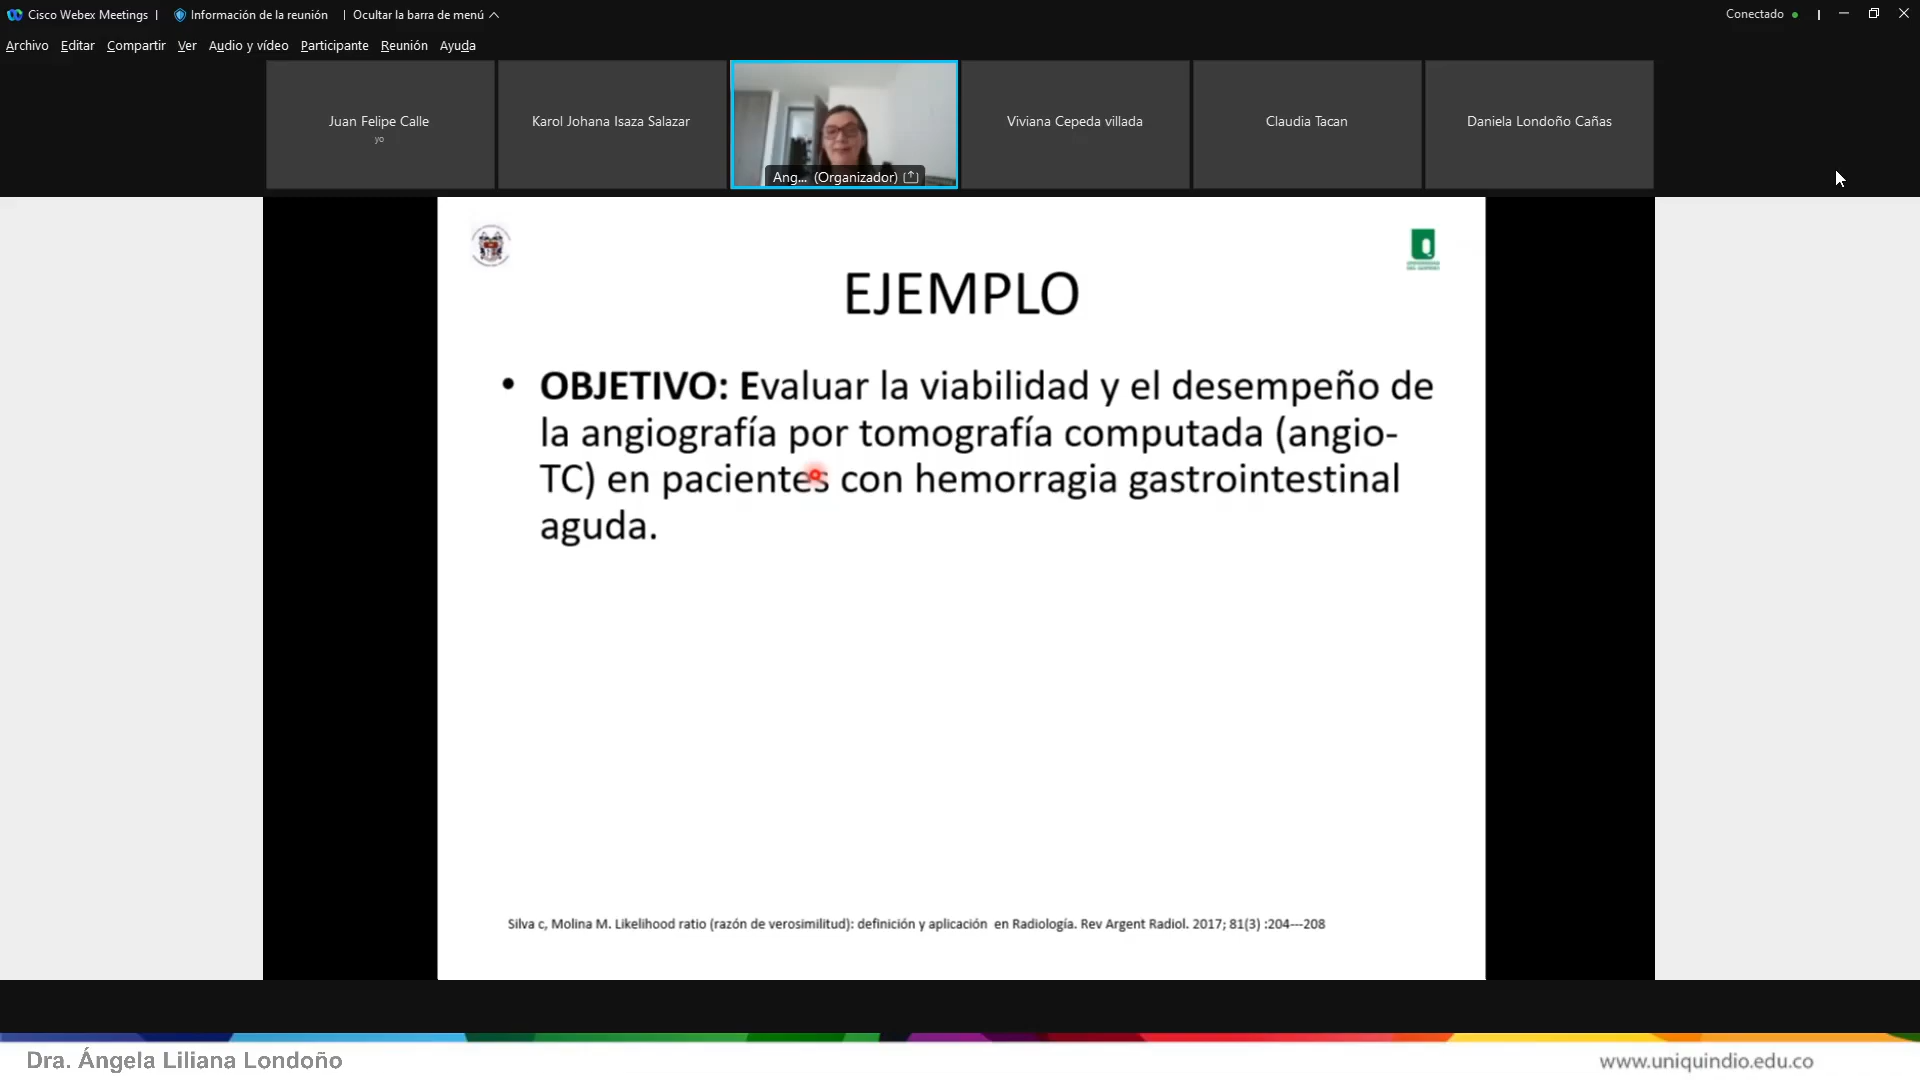 Cisco Webex Meetings | Información de la reunión | Ocultar la barra de menú
Conectado
Archivo Editar Compartir Ver Audio y vídeo Participante Reunión Ayuda
Juan Felipe Calle
yo
Karol Johana Isaza Salazar
Ang... (Organizador)
Viviana Cepeda villada
Claudia Tacan
Daniela Londoño Cañas
EJEMPLO
• OBJETIVO: Evaluar la viabilidad y el desempeño de
la angiografía por tomografía computada (angio-
TC) en pacientes con hemorragia gastrointestinal
aguda.
Silva c, Molina M. Likelihood ratio (razón de verosimilitud): definición y aplicación en Radiología. Rev Argent Radiol. 2017; 81(3) :204---208
Dra. Ángela Liliana Londoño
www.uniquindio.edu.co